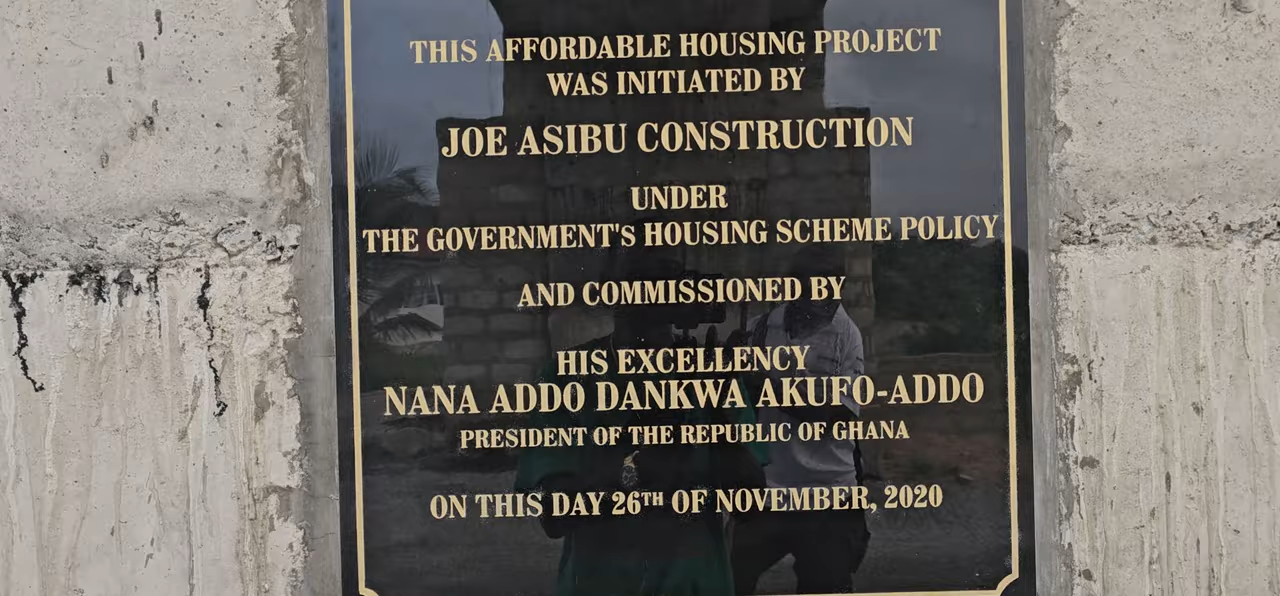 THIS AFFORDABLE HOUSING PROJECT
WAS INITIATED BY
JOE ASIBU CONSTRUCTION
UNDER
THE GOVERNMENT'S HOUSING SCHEME POLICY
AND COMMISSIONED BY
HIS EXCELLENCY
NANA ADDO DANKWA AKUFO-ADDO
PRESIDENT OF THE REPUBLIC OF GHANA
ON THIS DAY 26TH OF NOVEMBER, 2020